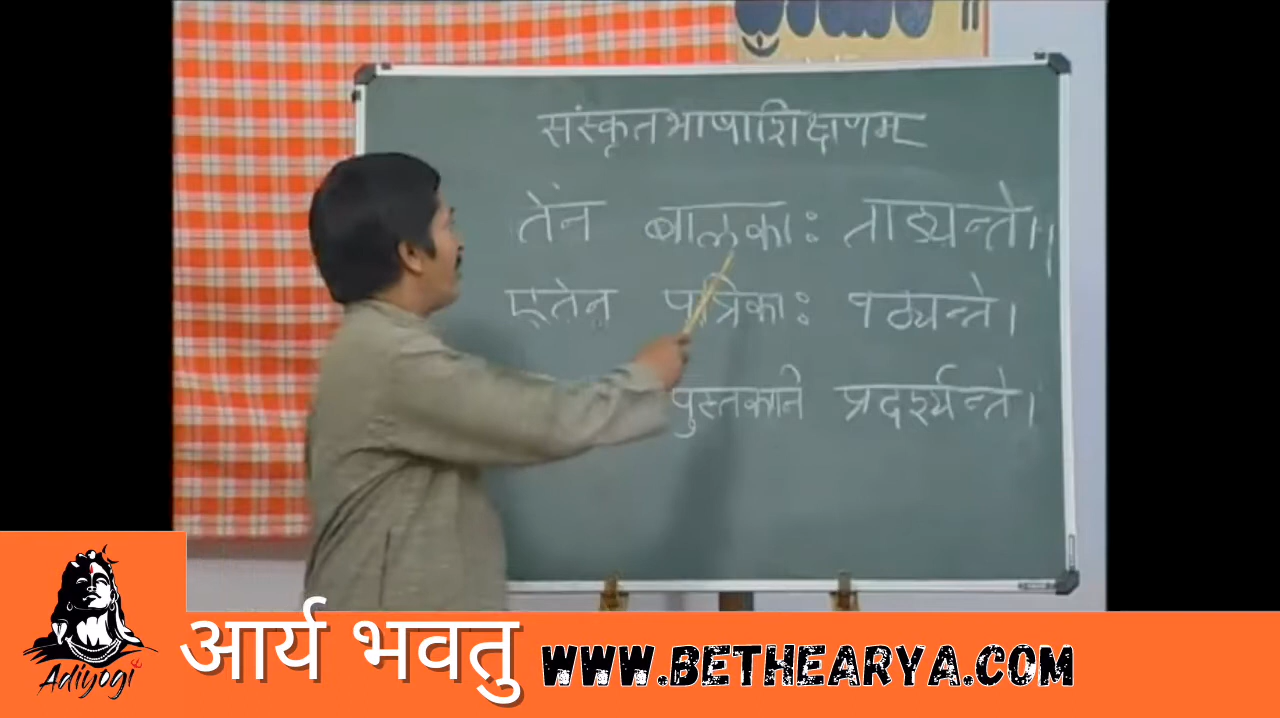 संस्कृतभाषाशिक्षणम्
तेन बालकाः ताड्यन्ते।।
एतेन पत्रिकाः पठ्यन्ते।
पुस्तकानि प्रदर्श्यन्ते।
Adiyogi
आर्य भवतु
WWW.BETHEARYA.COM